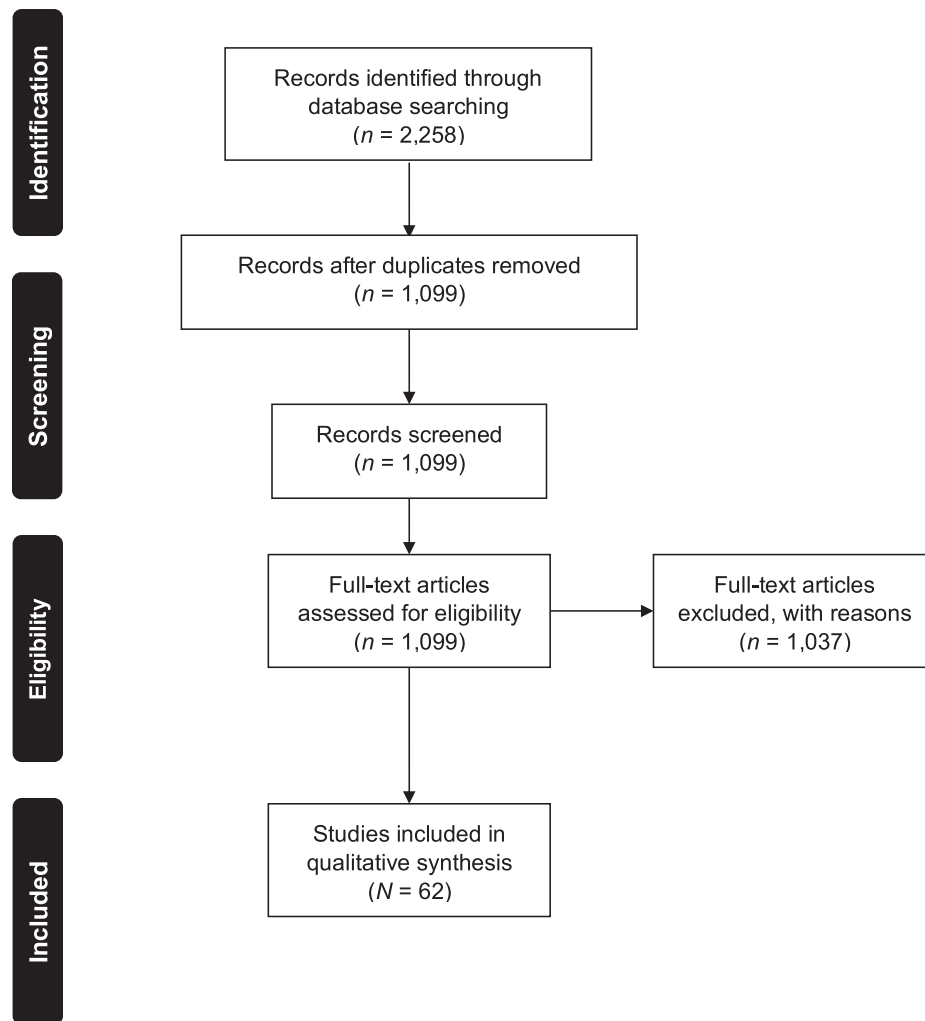 Identification
Records identified through
database searching
(n = 2,258)
Records after duplicates removed
(n = 1,099)
Screening
Records screened
(n = 1,099)
Eligibility
Full-text articles
assessed for eligibility
(n = 1,099)
Full-text articles
excluded, with reasons
(n = 1,037)
Included
Studies included in
qualitative synthesis
(N = 62)